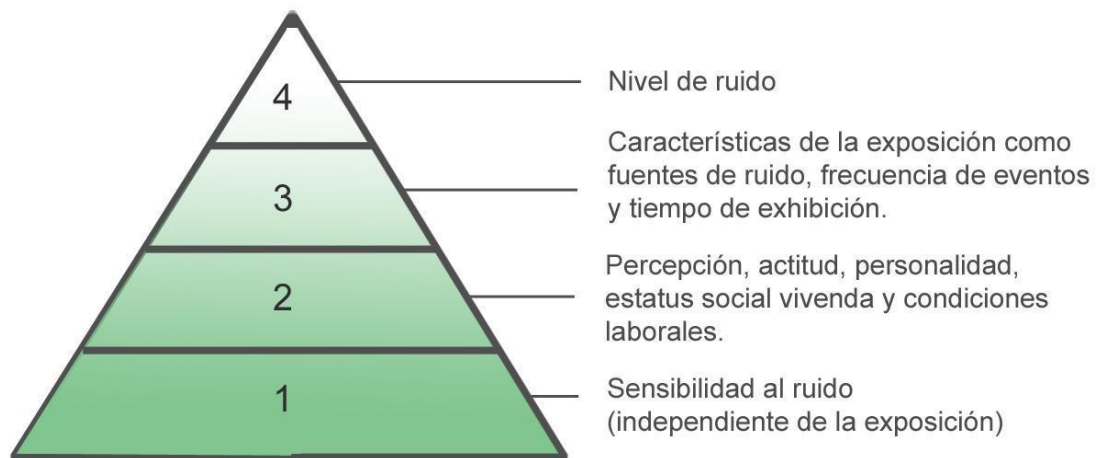 4
Nivel de ruido
3
Características de la exposición como
fuentes de ruido, frecuencia de eventos
y tiempo de exhibición.
2
Percepción, actitud, personalidad,
estatus social vivenda y condiciones
laborales.
1
Sensibilidad al ruido
(independiente de la exposición)